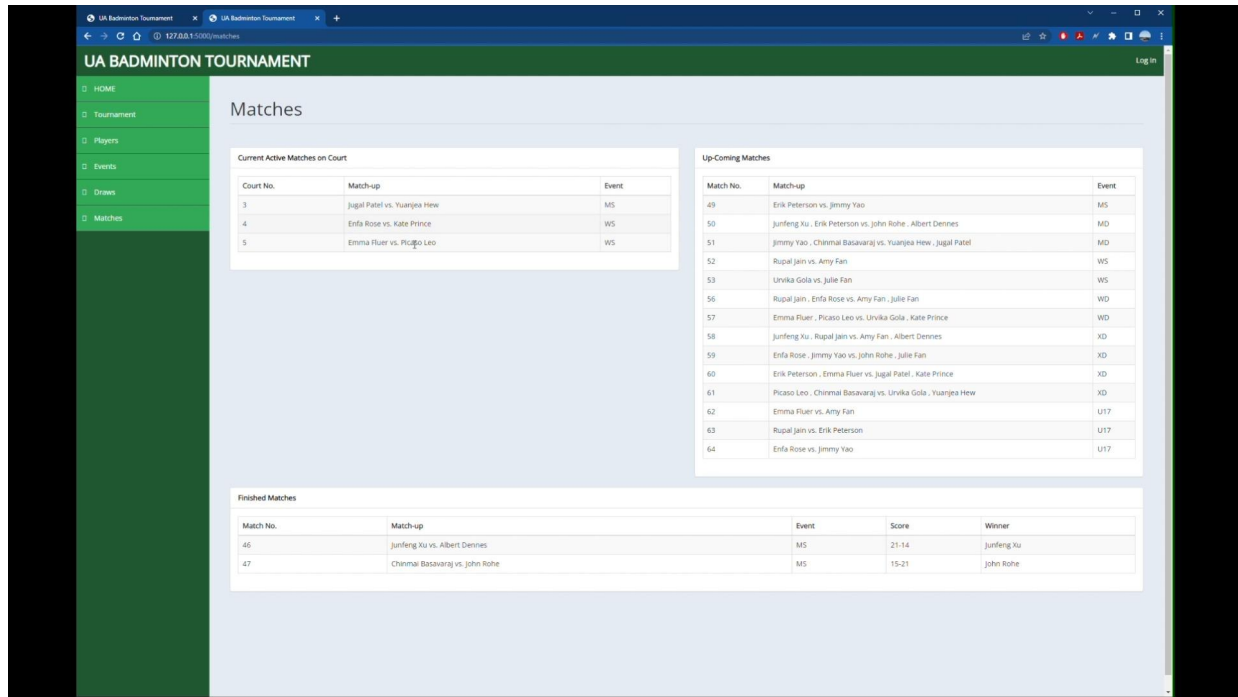 UA Badminton Tournament
UA Badminton Tournament
127.0.0.1:5000/matches
UA BADMINTON TOURNAMENT
Log in
HOME
Tournament
Players
Events
Draws
Matches
Matches
Current Active Matches on Court
Court No. Match-up Event
3 Jugal Patel vs. Yuanjea Hew MS
4 Enfa Rose vs. Kate Prince WS
5 Emma Fluer vs. Picaso Leo WS
Up-Coming Matches
Match No. Match-up Event
49 Erik Peterson vs. Jimmy Yao MS
50 Junfeng Xu , Erik Peterson vs. John Rohe , Albert Dennes MD
51 Jimmy Yao , Chinmai Basavaraj vs. Yuanjea Hew , Jugal Patel MD
52 Rupal Jain vs. Amy Fan WS
53 Urvika Gola vs. Julie Fan WS
56 Rupal Jain , Enfa Rose vs. Amy Fan , Julie Fan WD
57 Emma Fluer , Picaso Leo vs. Urvika Gola , Kate Prince WD
58 Junfeng Xu , Rupal Jain vs. Amy Fan , Albert Dennes XD
59 Enfa Rose , Jimmy Yao vs. John Rohe , Julie Fan XD
60 Erik Peterson , Emma Fluer vs. Jugal Patel , Kate Prince XD
61 Picaso Leo , Chinmai Basavaraj vs. Urvika Gola , Yuanjea Hew XD
62 Emma Fluer vs. Amy Fan U17
63 Rupal Jain vs. Erik Peterson U17
64 Enfa Rose vs. Jimmy Yao U17
Finished Matches
Match No. Match-up Event Score Winner
46 Junfeng Xu vs. Albert Dennes MS 21-14 Junfeng Xu
47 Chinmai Basavaraj vs. John Rohe MS 15-21 John Rohe